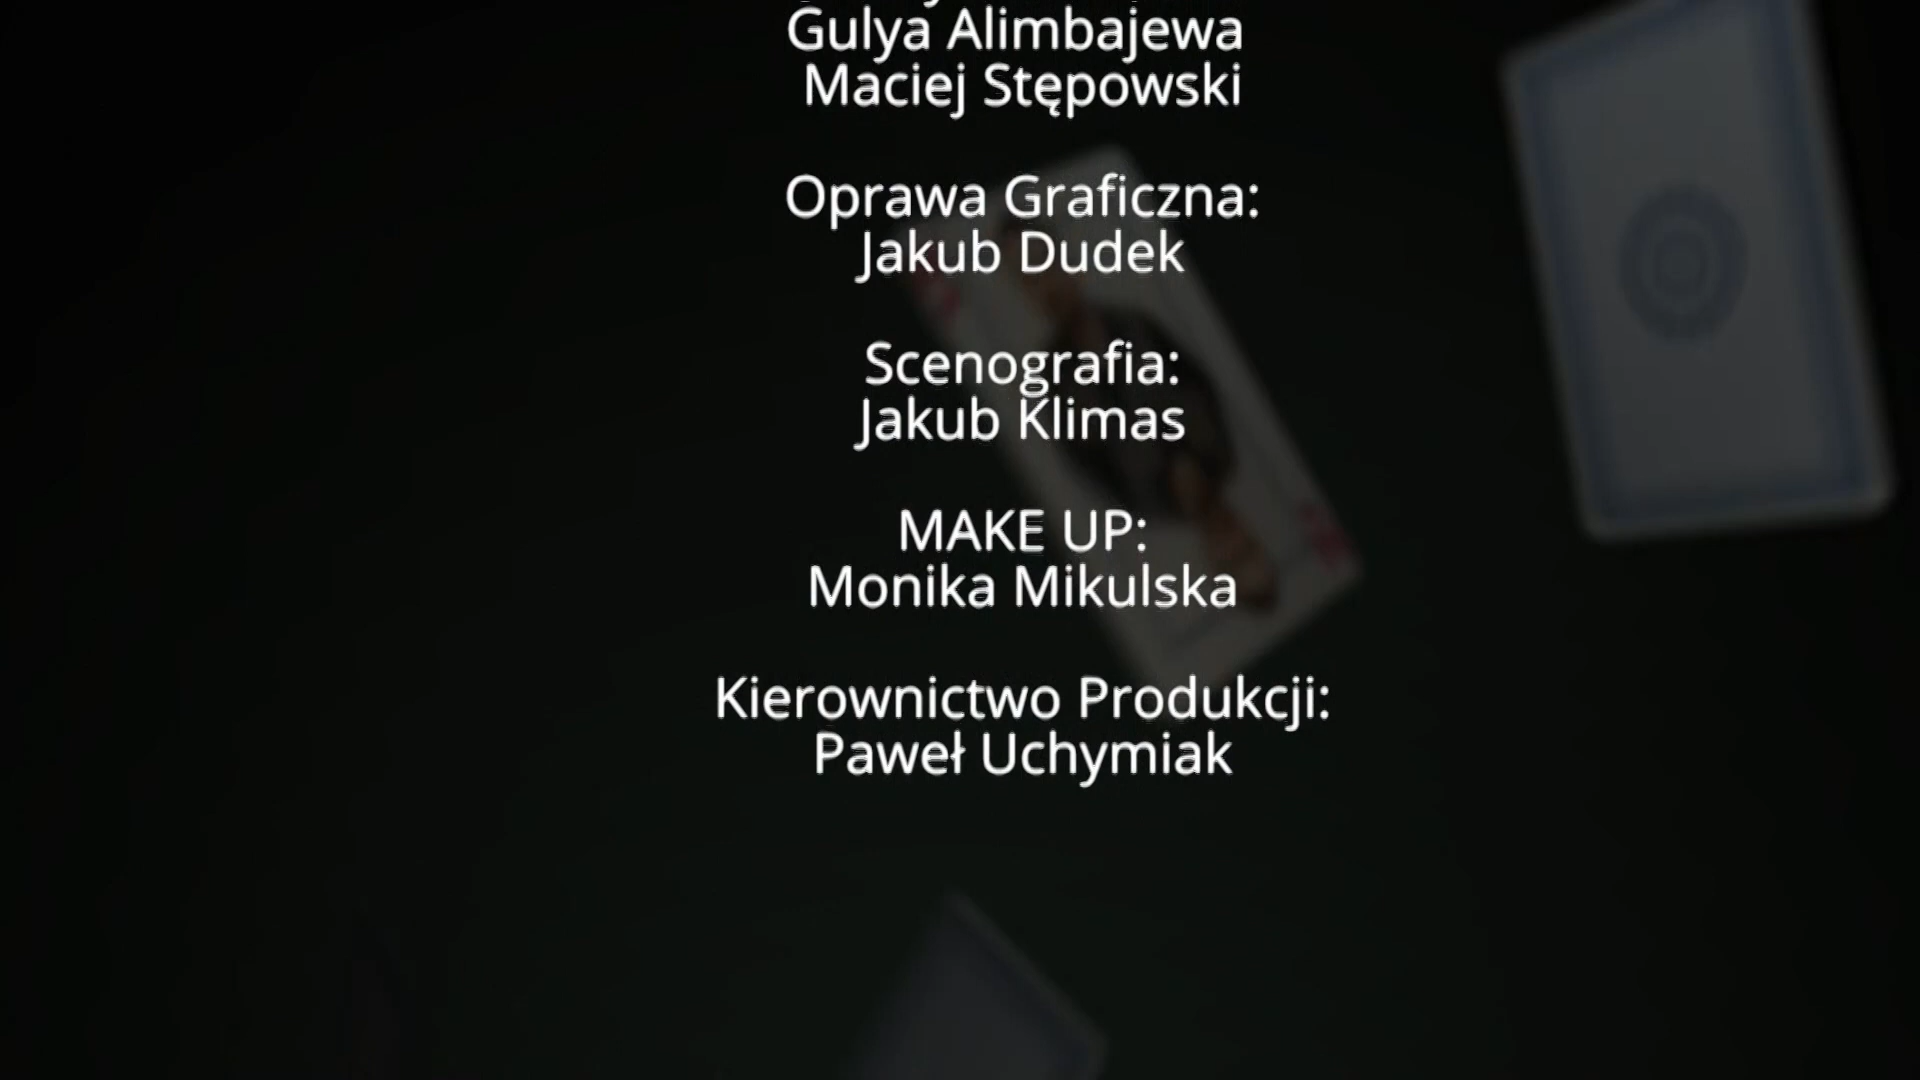 Gulya Alimbajewa
Maciej Stępowski
Oprawa Graficzna:
Jakub Dudek
Scenografia:
Jakub Klimas
MAKE UP:
Monika Mikulska
Kierownictwo Produkcji:
Paweł Uchymiak